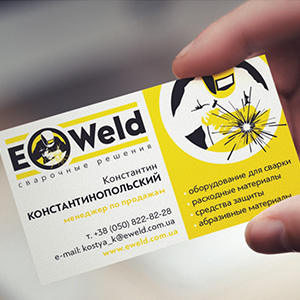 EWeld
сварочные решения
Константин
КОНСТАНТИНОПОЛЬСКИЙ
менеджер по продажам
т. +38 (050) 822-82-28
e-mail: kostya_k@eweld.com.ua
www.eweld.com.ua
• оборудование для сварки
• расходные материалы
• средства защиты
• абразивные материалы